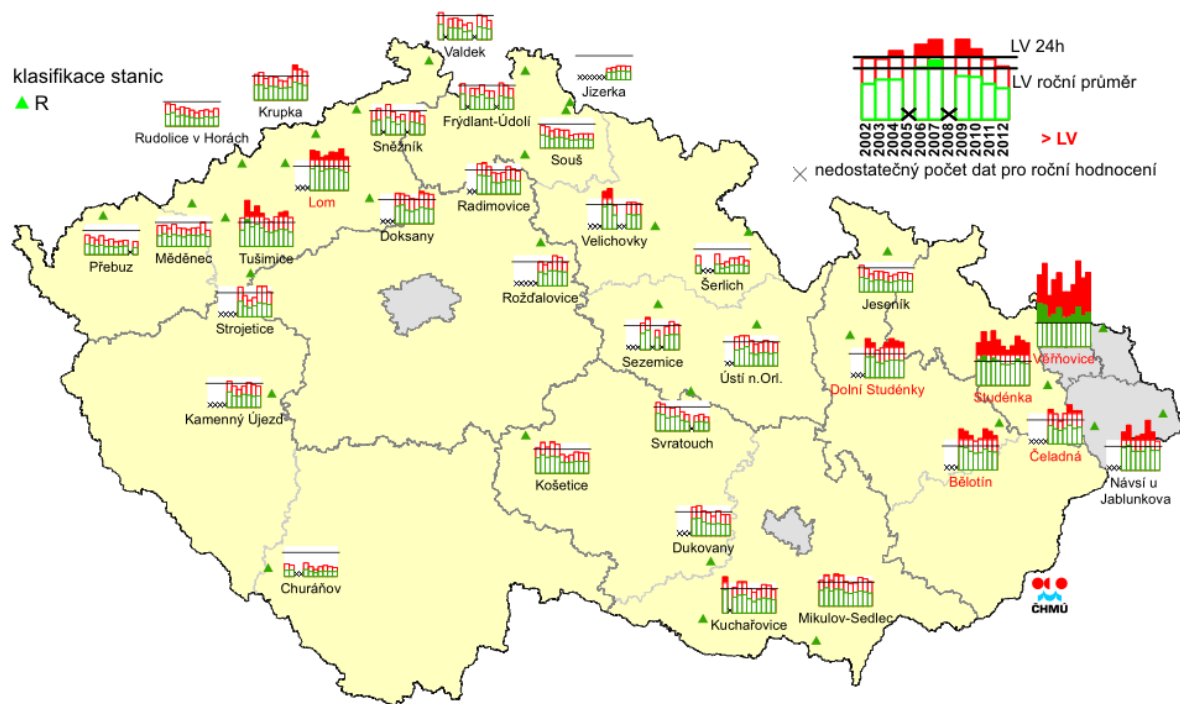 LV 24h
LV roční průměr
2002
2003
2004
2005
2006
2007
2008
2009
2010
2011
2012
> LV
nedostatečný počet dat pro roční hodnocení
klasifikace stanic
R
Valdek
Jizerka
Krupka
Rudolice v Horách
Frýdlant-Údolí
Sněžník
Souš
Lom
Radimovice
Doksany
Velichovky
Tušimice
Měděnec
Přebuz
Šerlich
Jeseník
Rožďalovice
Strojetice
Sezemice
Ústí n.Orl.
Dolní Studénky
Věřňovice
Studénka
Kamenný Újezd
Svratouch
Čeladná
Bělotín
Košetice
Návsí u
Jablunkova
Dukovany
Churáňov
Kuchařovice
Mikulov-Sedlec
ČHMÚ